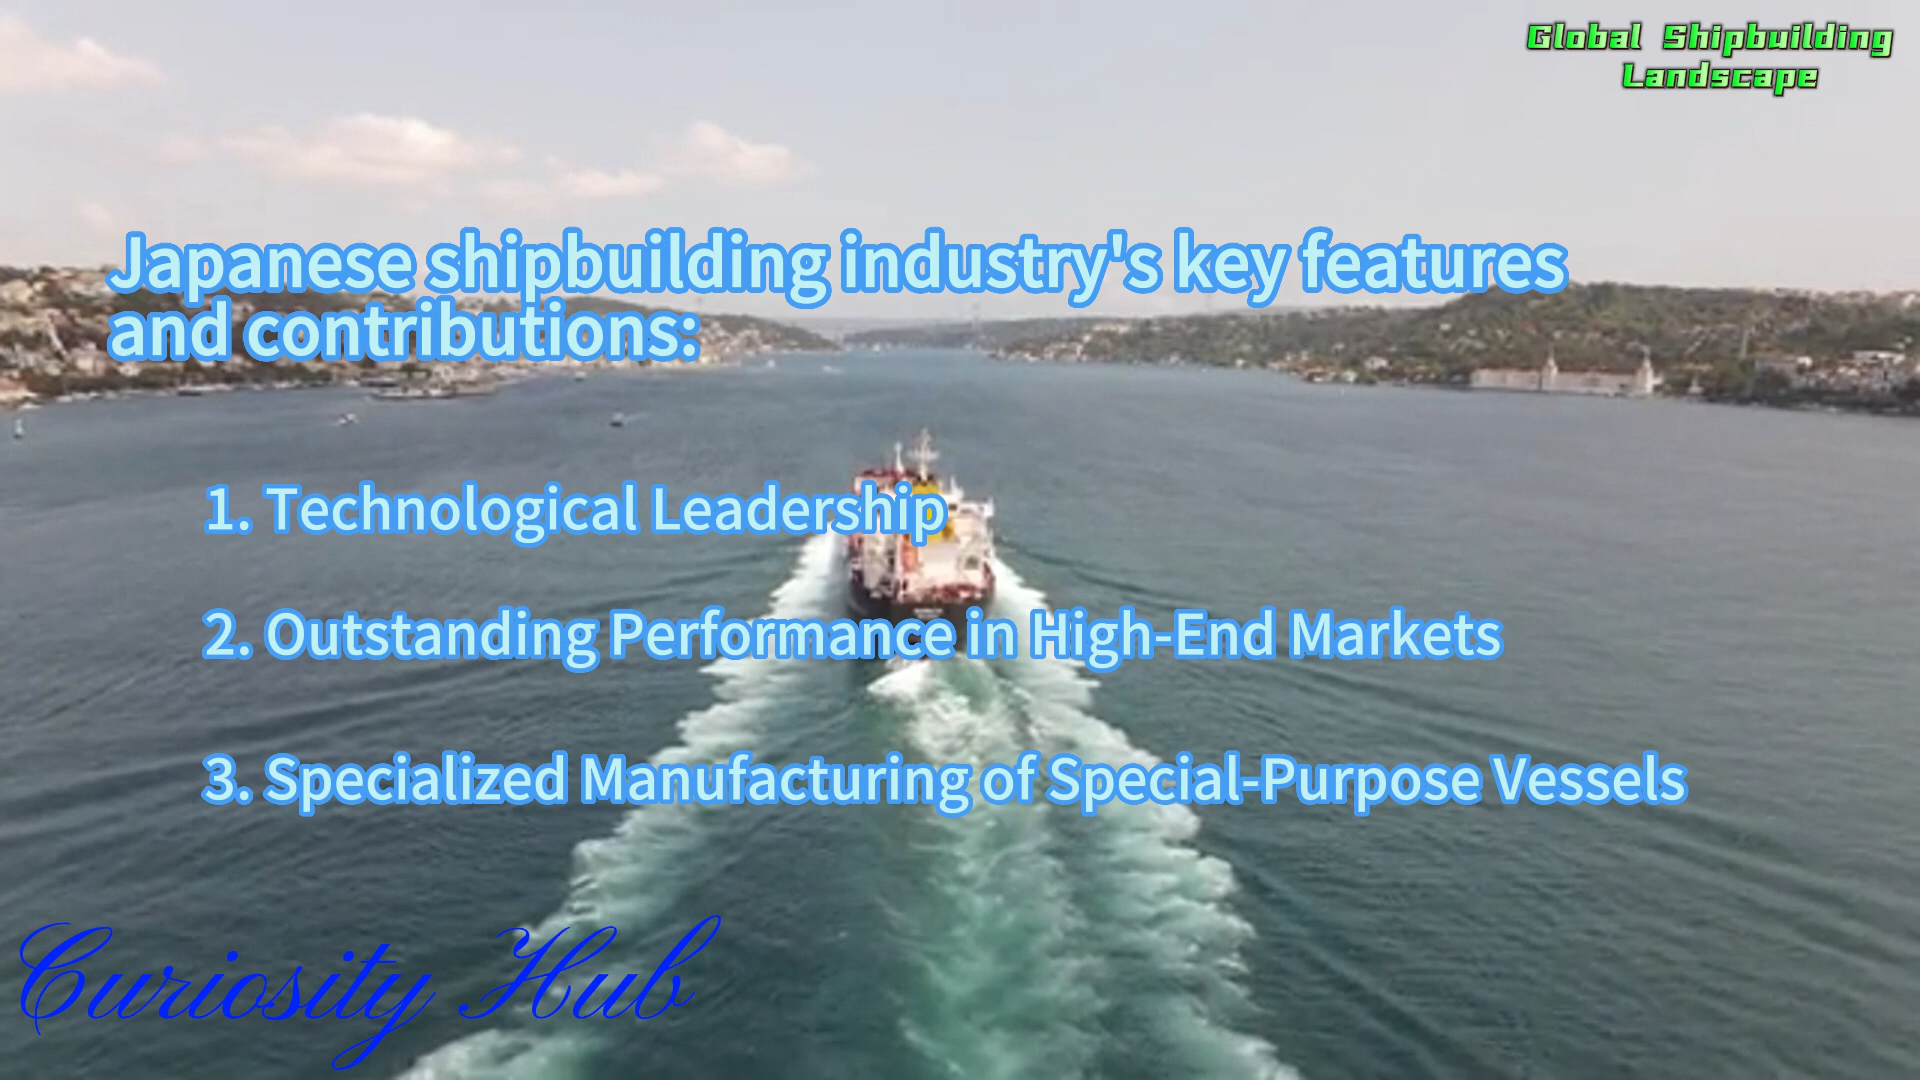 Global Shipbuilding
Landscape
Japanese shipbuilding industry's key features
and contributions:
1. Technological Leadership
2. Outstanding Performance in High-End Markets
3. Specialized Manufacturing of Special-Purpose Vessels
Curiosity Hub